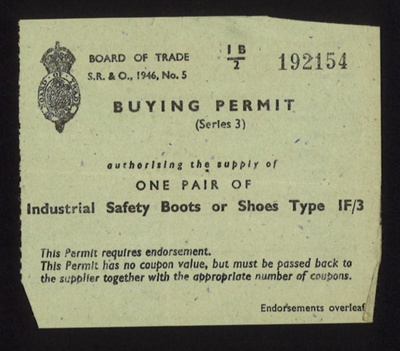 BOARD OF TRADE
S.R. & O., 1946, No. 5
1B/2
192154
BUYING PERMIT
(Series 3)
authorising the supply of
ONE PAIR OF
Industrial Safety Boots or Shoes Type IF/3
This Permit requires endorsement.
This Permit has no coupon value, but must be passed back to
the supplier together with the appropriate number of coupons.
Endorsements overleaf